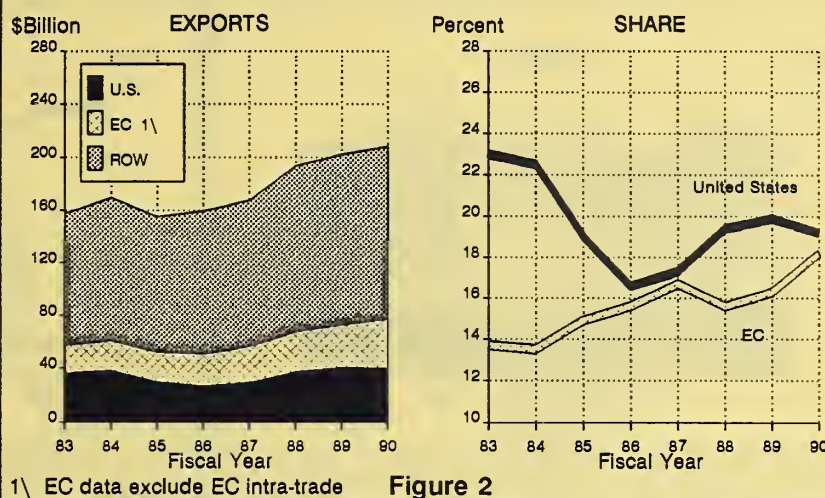 $Billion EXPORTS
280
240
200
160
120
80
40
0
U.S.
EC 1\
ROW
83 84 85 86 87 88 89 90
Fiscal Year
Percent SHARE
28
26
24
22
20
18
16
14
12
10
United States
EC
83 84 85 86 87 88 89 90
Fiscal Year
1\ EC data exclude EC intra-trade Figure 2